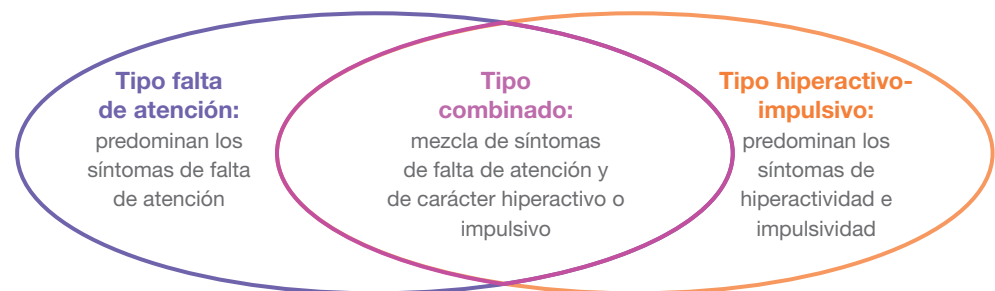 Tipo falta
de atención:
predominan los
síntomas de falta
de atención
Tipo
combinado:
mezcla de síntomas
de falta de atención y
de carácter hiperactivo o
impulsivo
Tipo hiperactivo-
impulsivo:
predominan los
síntomas de
hiperactividad e
impulsividad